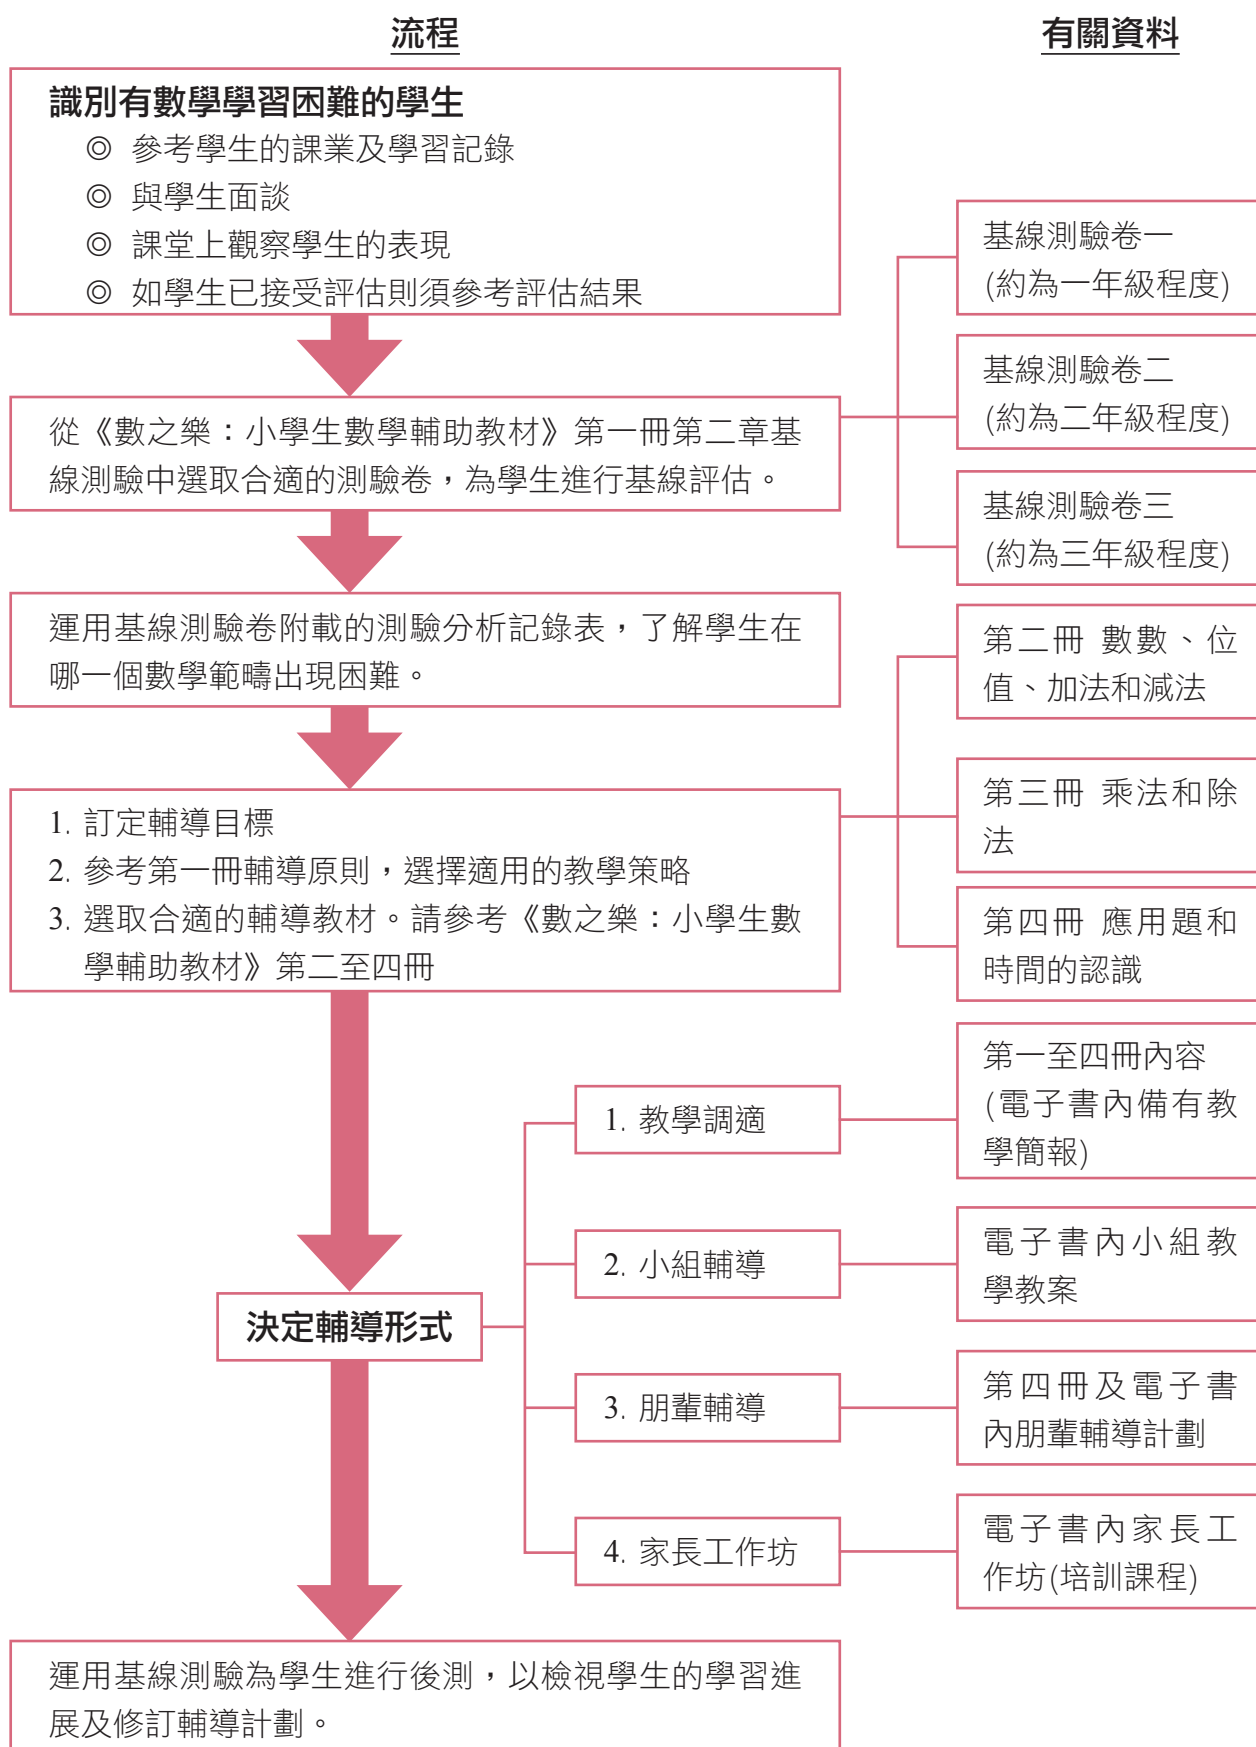 流程
有關資料
識別有數學學習困難的學生
◎ 參考學生的課業及學習記錄
◎ 與學生面談
◎ 課堂上觀察學生的表現
◎ 如學生已接受評估則須參考評估結果
基線測驗卷一
(約為一年級程度)
基線測驗卷二
(約為二年級程度)
基線測驗卷三
(約為三年級程度)
從《數之樂：小學生數學輔助教材》第一冊第二章基
線測驗中選取合適的測驗卷，為學生進行基線評估。
運用基線測驗卷附載的測驗分析記錄表，了解學生在
哪一個數學範疇出現困難。
第二冊 數數、位
值、加法和減法
第三冊 乘法和除
法
第四冊 應用題和
時間的認識
1. 訂定輔導目標
2. 參考第一冊輔導原則，選擇適用的教學策略
3. 選取合適的輔導教材。請參考《數之樂：小學生數
學輔助教材》第二至四冊
決定輔導形式
1. 教學調適
第一至四冊內容
(電子書內備有教
學簡報)
2. 小組輔導
電子書內小組教
學教案
3. 朋輩輔導
第四冊及電子書
內朋輩輔導計劃
4. 家長工作坊
電子書內家長工
作坊(培訓課程)
運用基線測驗為學生進行後測，以檢視學生的學習進
展及修訂輔導計劃。